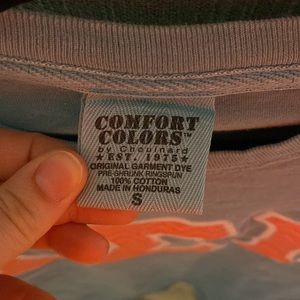 COMFORT
COLORS™
by Chouinard
★ EST. 1975 ★
ORIGINAL GARMENT DYE
PRE-SHRUNK RINGSPUN
100% COTTON
MADE IN HONDURAS
S